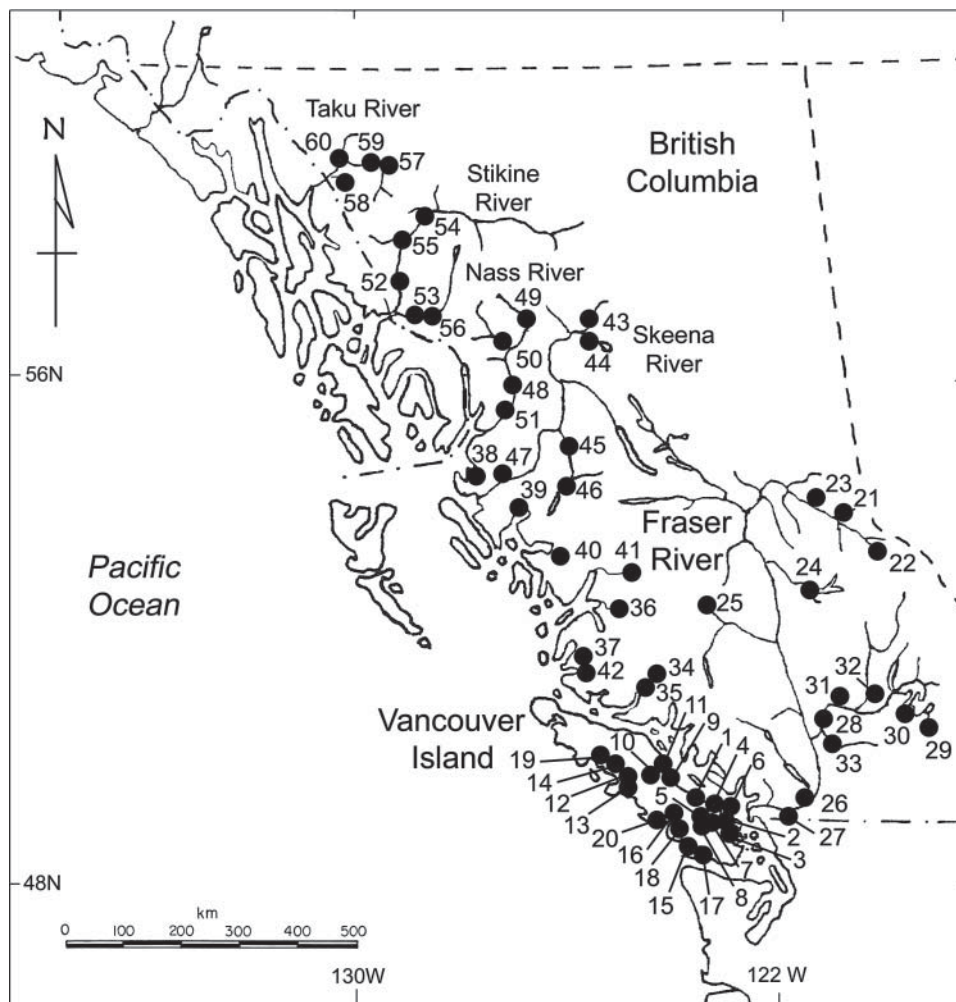 Taku River
60 59 57
58
N
British
Columbia
Stikine
River
54
55
52
53
56
Nass River
49
43
44
Skeena
River
50
56N
48
51
38 47
45
39
46
23
21
Fraser
River
22
40 41
24
25
36
Pacific
Ocean
37
42
34
35
32
31
28
30
29
33
Vancouver
Island
11
9
1
4
6
10
19
14
12
13
5
26
27
2
3
20
16
18
7
8
15 17
48N
km
0 100 200 300 400 500
130W
122 W